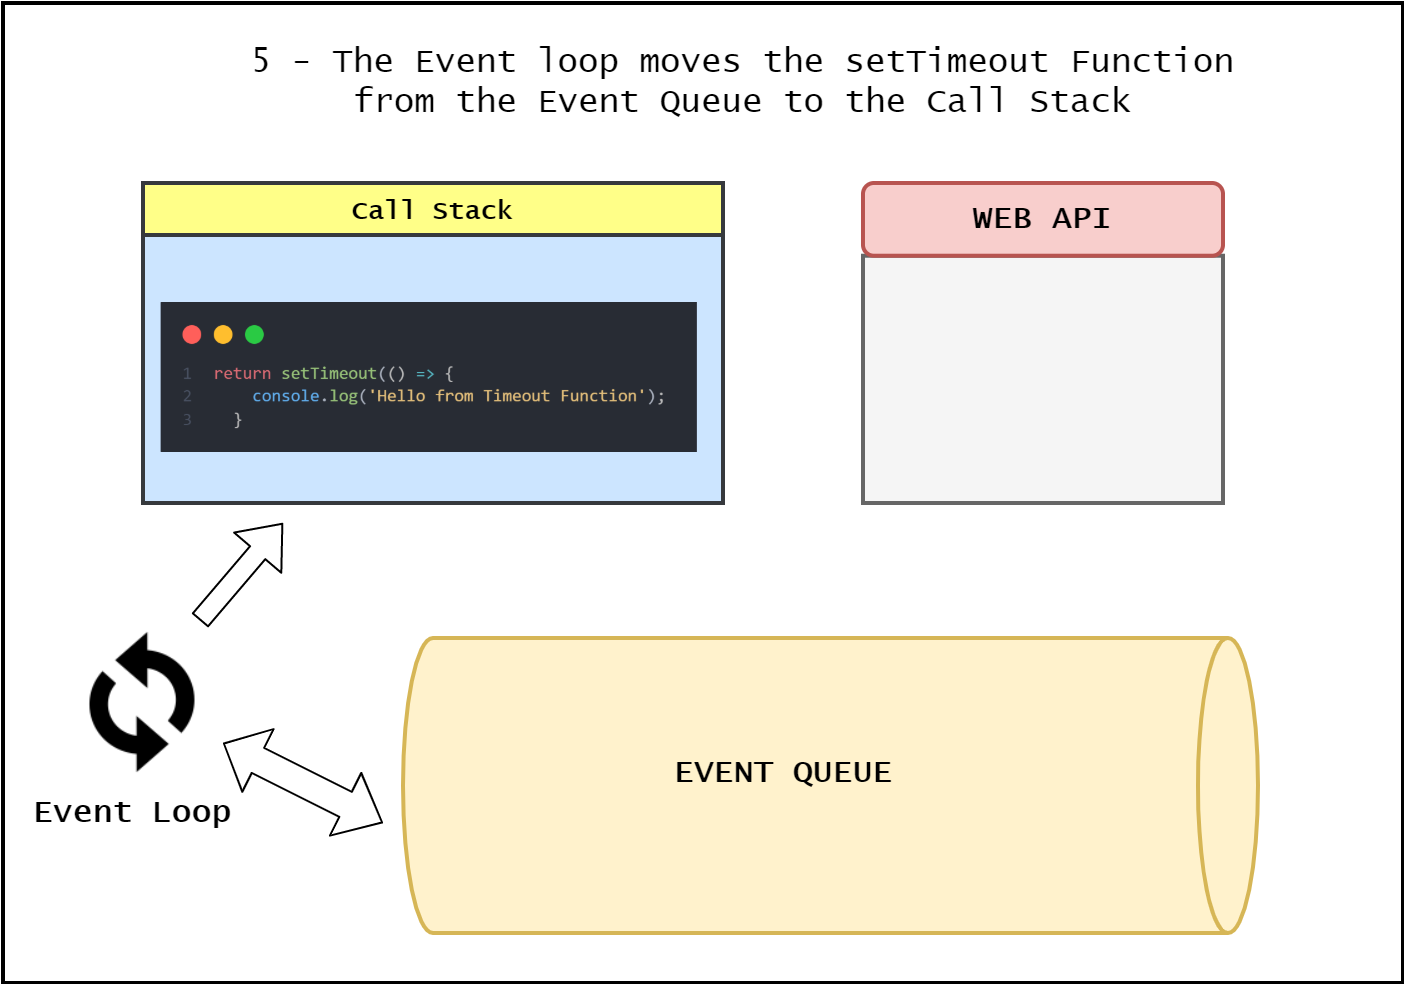 5 - The Event loop moves the setTimeout Function
from the Event Queue to the Call Stack
Call Stack
WEB API
1 return setTimeout(() => {
2 console.log('Hello from Timeout Function');
3 }
EVENT QUEUE
Event Loop